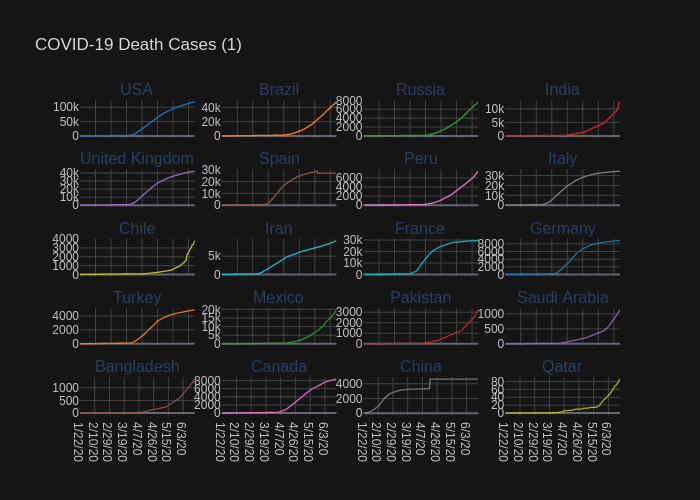 COVID-19 Death Cases (1)
USA Brazil Russia India
100k 50k 0 40k 20k 0 8000 6000 4000 2000 0 10k 5k 0
United Kingdom Spain Peru Italy
40k 30k 20k 10k 0 30k 20k 10k 0 6000 4000 2000 0 30k 20k 10k 0
Chile Iran France Germany
4000 3000 2000 1000 0 5k 0 30k 20k 10k 0 8000 6000 4000 2000 0
Turkey Mexico Pakistan Saudi Arabia
4000 2000 0 20k 15k 10k 5k 0 3000 2000 1000 0 1000 500 0
Bangladesh Canada China Qatar
1000 500 0 8000 6000 4000 2000 0 4000 2000 0 80 60 40 20 0
1/22/20 2/10/20 2/29/20 3/19/20 4/7/20 4/26/20 5/15/20 6/3/20 1/22/20 2/10/20 2/29/20 3/19/20 4/7/20 4/26/20 5/15/20 6/3/20 1/22/20 2/10/20 2/29/20 3/19/20 4/7/20 4/26/20 5/15/20 6/3/20 1/22/20 2/10/20 2/29/20 3/19/20 4/7/20 4/26/20 5/15/20 6/3/20